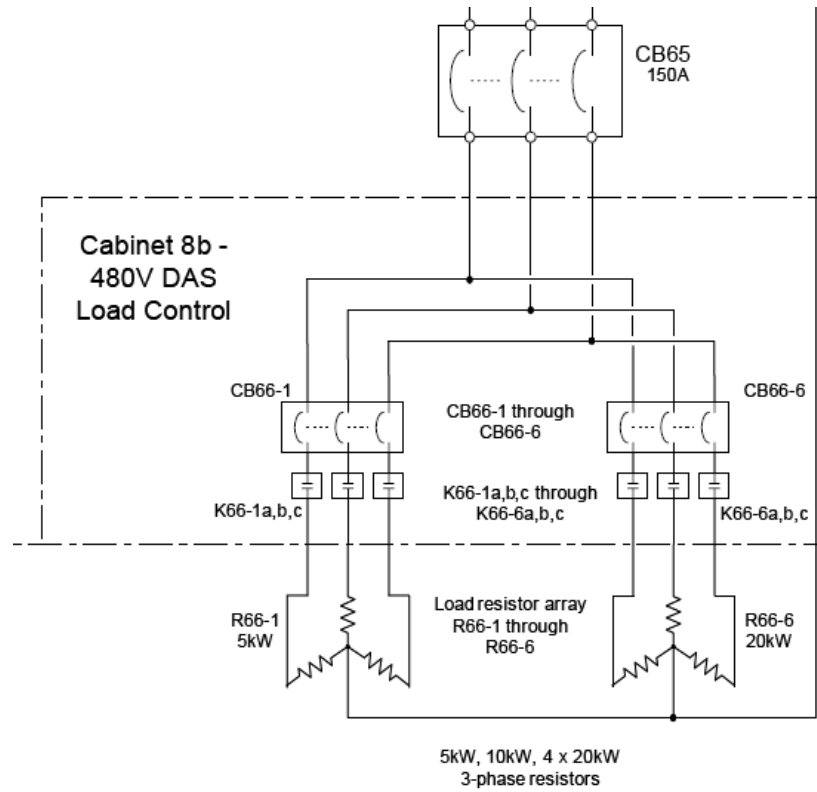 CB65
150A
Cabinet 8b -
480V DAS
Load Control
CB66-1
CB66-1 through
CB66-6
CB66-6
K66-1a,b,c
K66-1a,b,c through
K66-6a,b,c
K66-6a,b,c
R66-1
5kW
Load resistor array
R66-1 through
R66-6
R66-6
20kW
5kW, 10kW, 4 x 20kW
3-phase resistors